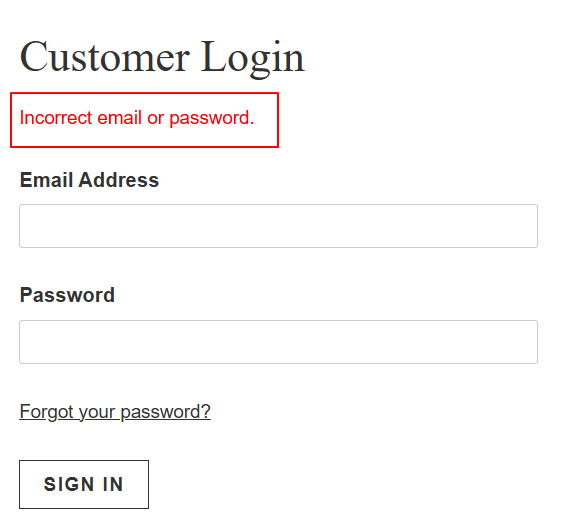 Customer Login
Incorrect email or password.
Email Address
Password
Forgot your password?
SIGN IN